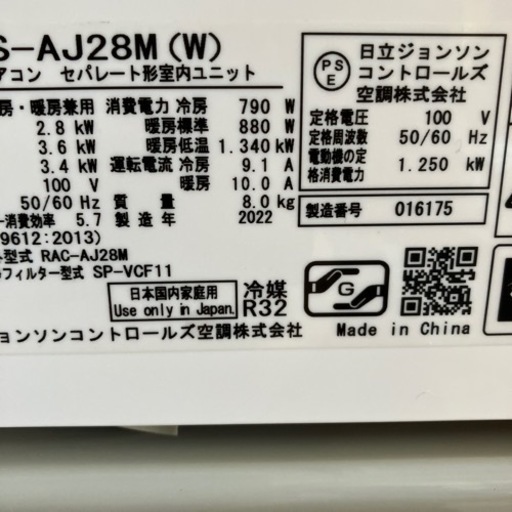 S-AJ28M (W)
アコン セパレート形室内ユニット
房・暖房兼用 消費電力 冷房 790 W
2.8 kW 暖房標準 880 W
3.6 kW 暖房低温 1.340 kW
3.4 kW 運転電流 冷房 9.1 A
100 V 暖房 10.0 A
50/60 Hz 質量 8.0 kg
消費効率 5.7 製造年 2022
9612:2013)
型式 RAC-AJ28M
フィルター型式 SP-VCF11
日本国内家庭用
Use only in Japan.
冷媒
R32
ジョンソンコントロールズ空調株式会社
PSE
日立ジョンソン
コントロールズ
空調株式会社
定格電圧 100 V
定格周波数 50/60 Hz
電動機の定
格消費電力 1.250 kW
製造番号 016175
G
Made in China